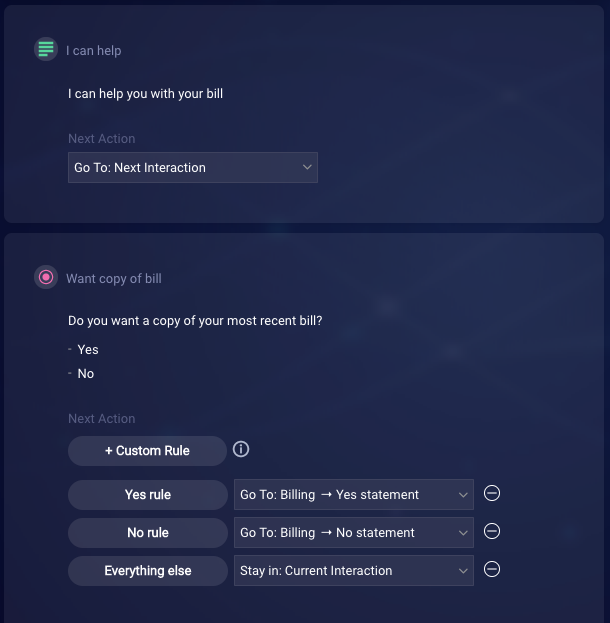 I can help
I can help you with your bill
Next Action
Go To: Next Interaction
Want copy of bill
Do you want a copy of your most recent bill?
- Yes
- No
Next Action
+ Custom Rule
Yes rule Go To: Billing → Yes statement
No rule Go To: Billing → No statement
Everything else Stay in: Current Interaction